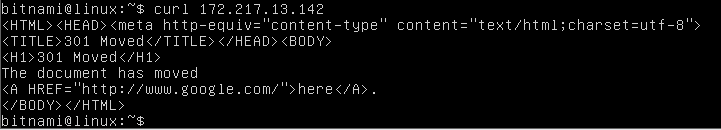 bitnami@linux:~$ curl 172.217.13.142
<HTML><HEAD><meta http-equiv="content-type" content="text/html;charset=utf-8">
<TITLE>301 Moved</TITLE></HEAD><BODY>
<H1>301 Moved</H1>
The document has moved
<A HREF="http://www.google.com/">here</A>.
</BODY></HTML>
bitnami@linux:~$